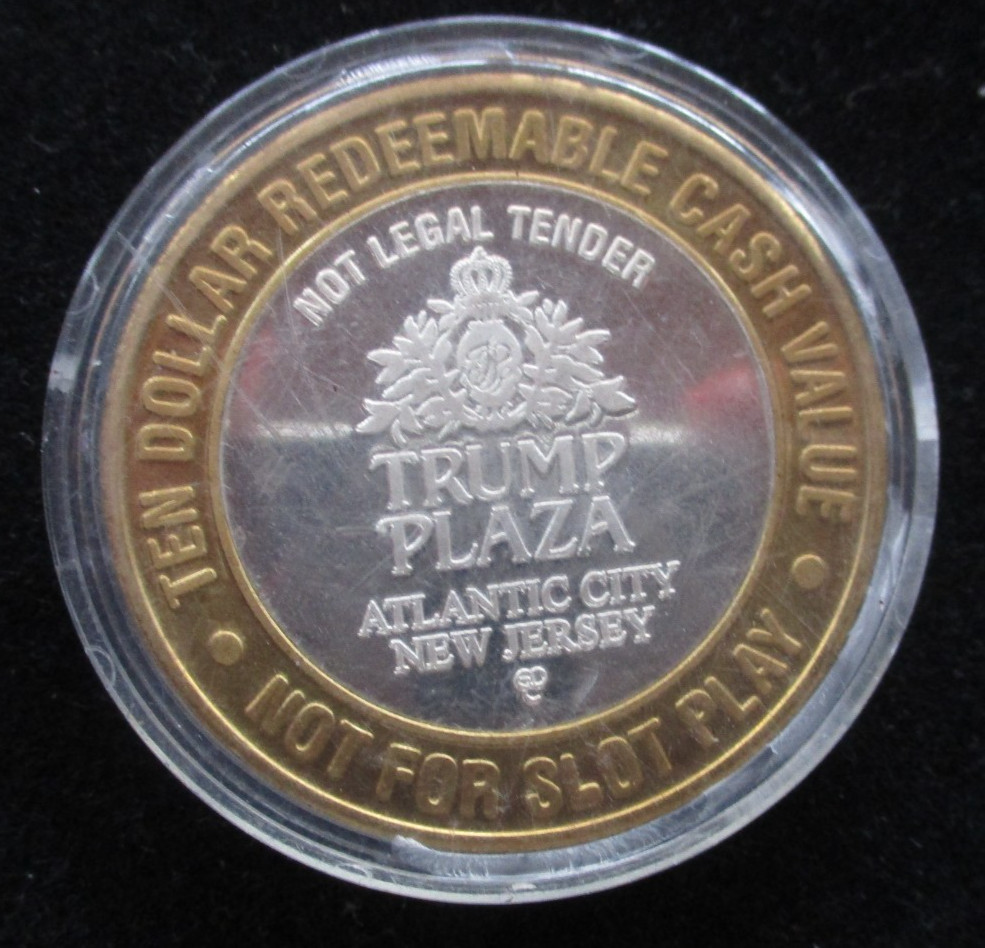 TEN DOLLAR REDEEMABLE CASH VALUE
NOT LEGAL TENDER
TRUMP
PLAZA
ATLANTIC CITY
NEW JERSEY
NOT FOR SLOT PLAY